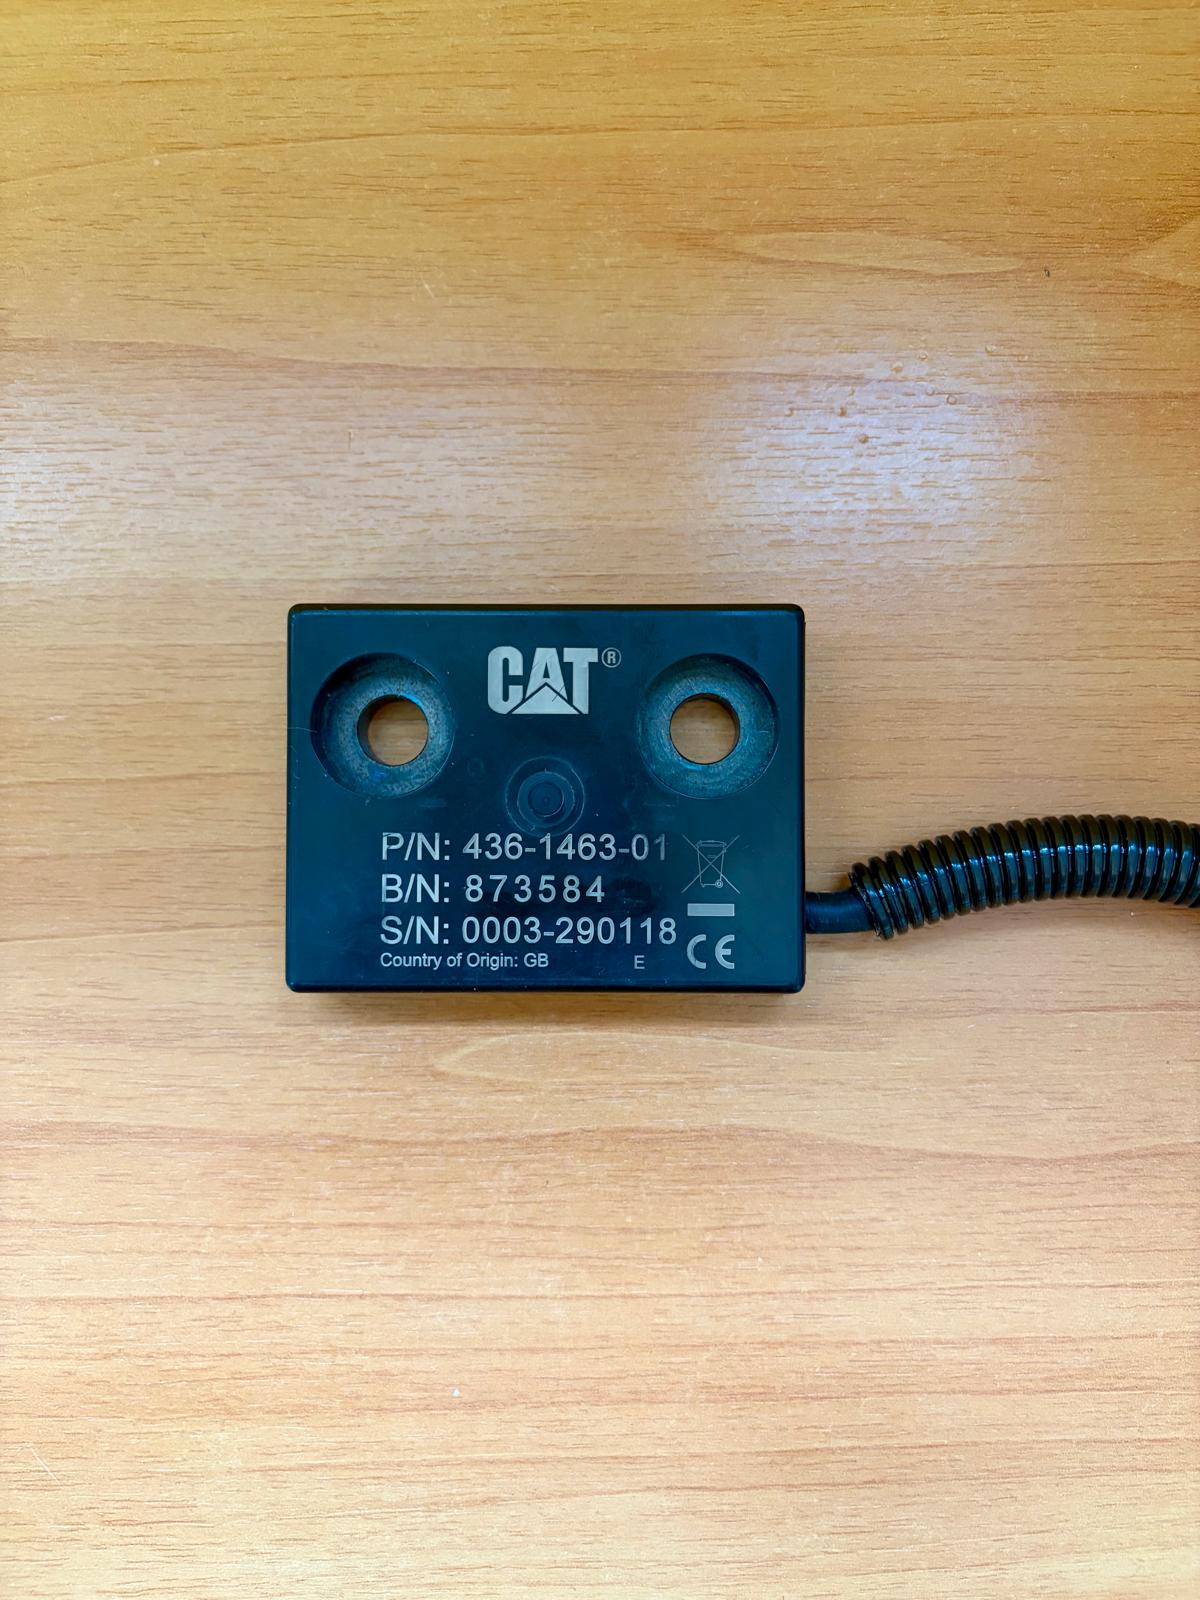 CAT®
P/N: 436-1463-01
B/N: 873584
S/N: 0003-290118
Country of Origin: GB E
CE